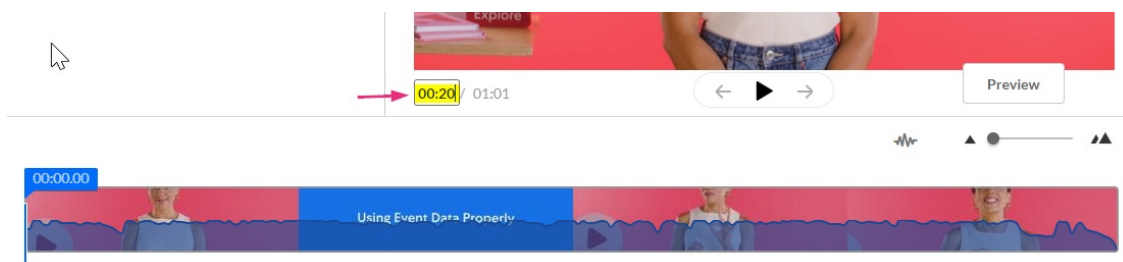 Explore
00:20 / 01:01
Preview
00:00.00
Using Event Data Properly